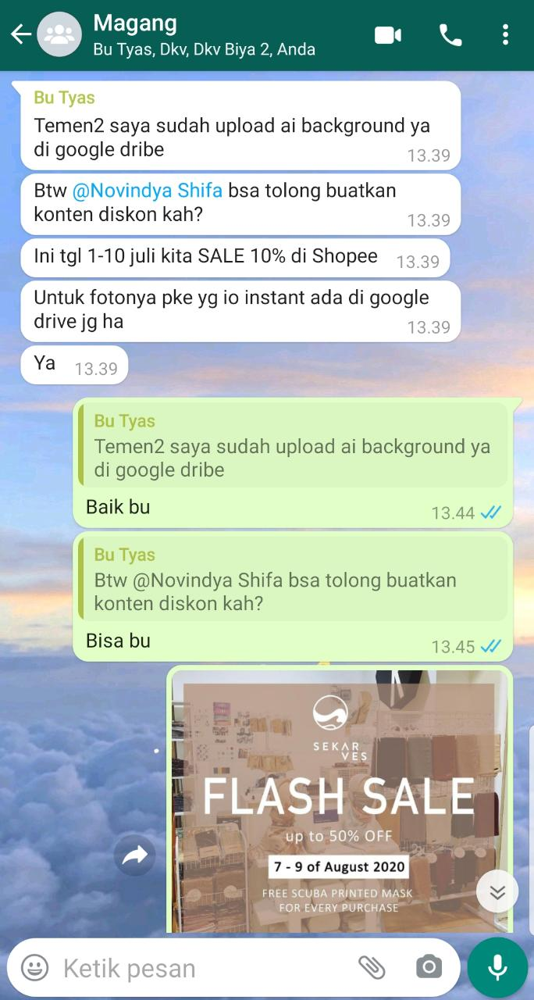 Magang
Bu Tyas, Dkv, Dkv Biya 2, Anda
Bu Tyas
Temen2 saya sudah upload ai background ya
di google dribe
13.39
Btw @Novindya Shifa bsa tolong buatkan
konten diskon kah?
13.39
Ini tgl 1-10 juli kita SALE 10% di Shopee
13.39
Untuk fotonya pke yg io instant ada di google
drive jg ha
13.39
Ya
13.39
Bu Tyas
Temen2 saya sudah upload ai background ya
di google dribe
Baik bu
13.44
Bu Tyas
Btw @Novindya Shifa bsa tolong buatkan
konten diskon kah?
Bisa bu
13.45
SEKAR
VES
FLASH SALE
up to 50% OFF
7 - 9 of August 2020
FREE SCUBA PRINTED MASK
FOR EVERY PURCHASE
Ketik pesan